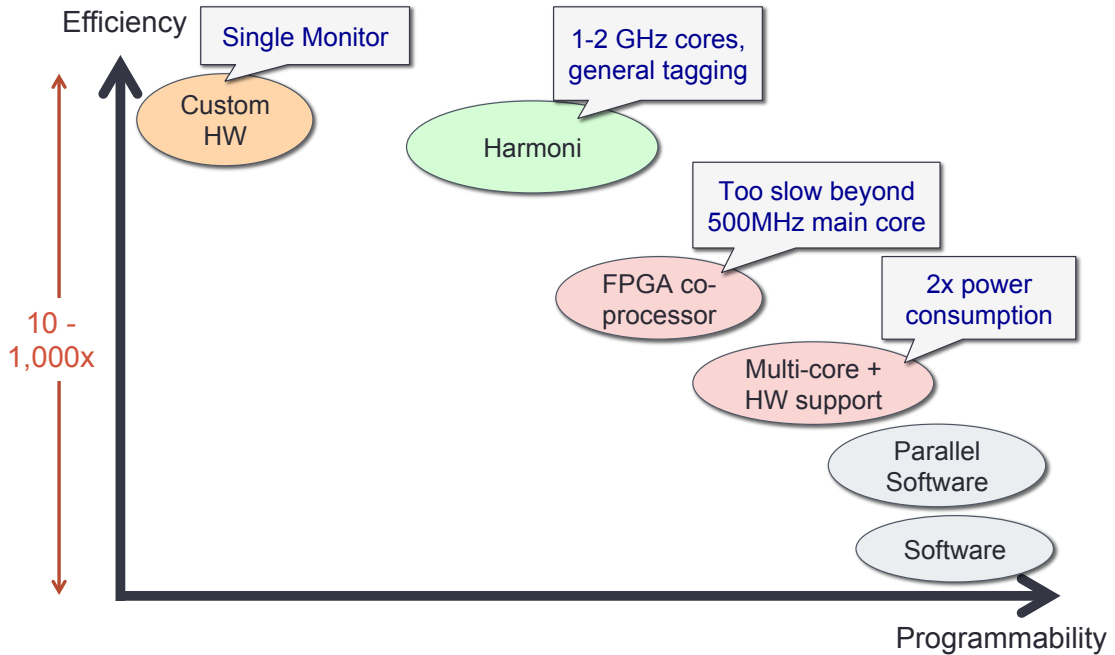 Efficiency
Single Monitor
1-2 GHz cores,
general tagging
Custom
HW
Harmoni
Too slow beyond
500MHz main core
FPGA co-
processor
2x power
consumption
10 -
1,000x
Multi-core +
HW support
Parallel
Software
Software
Programmability